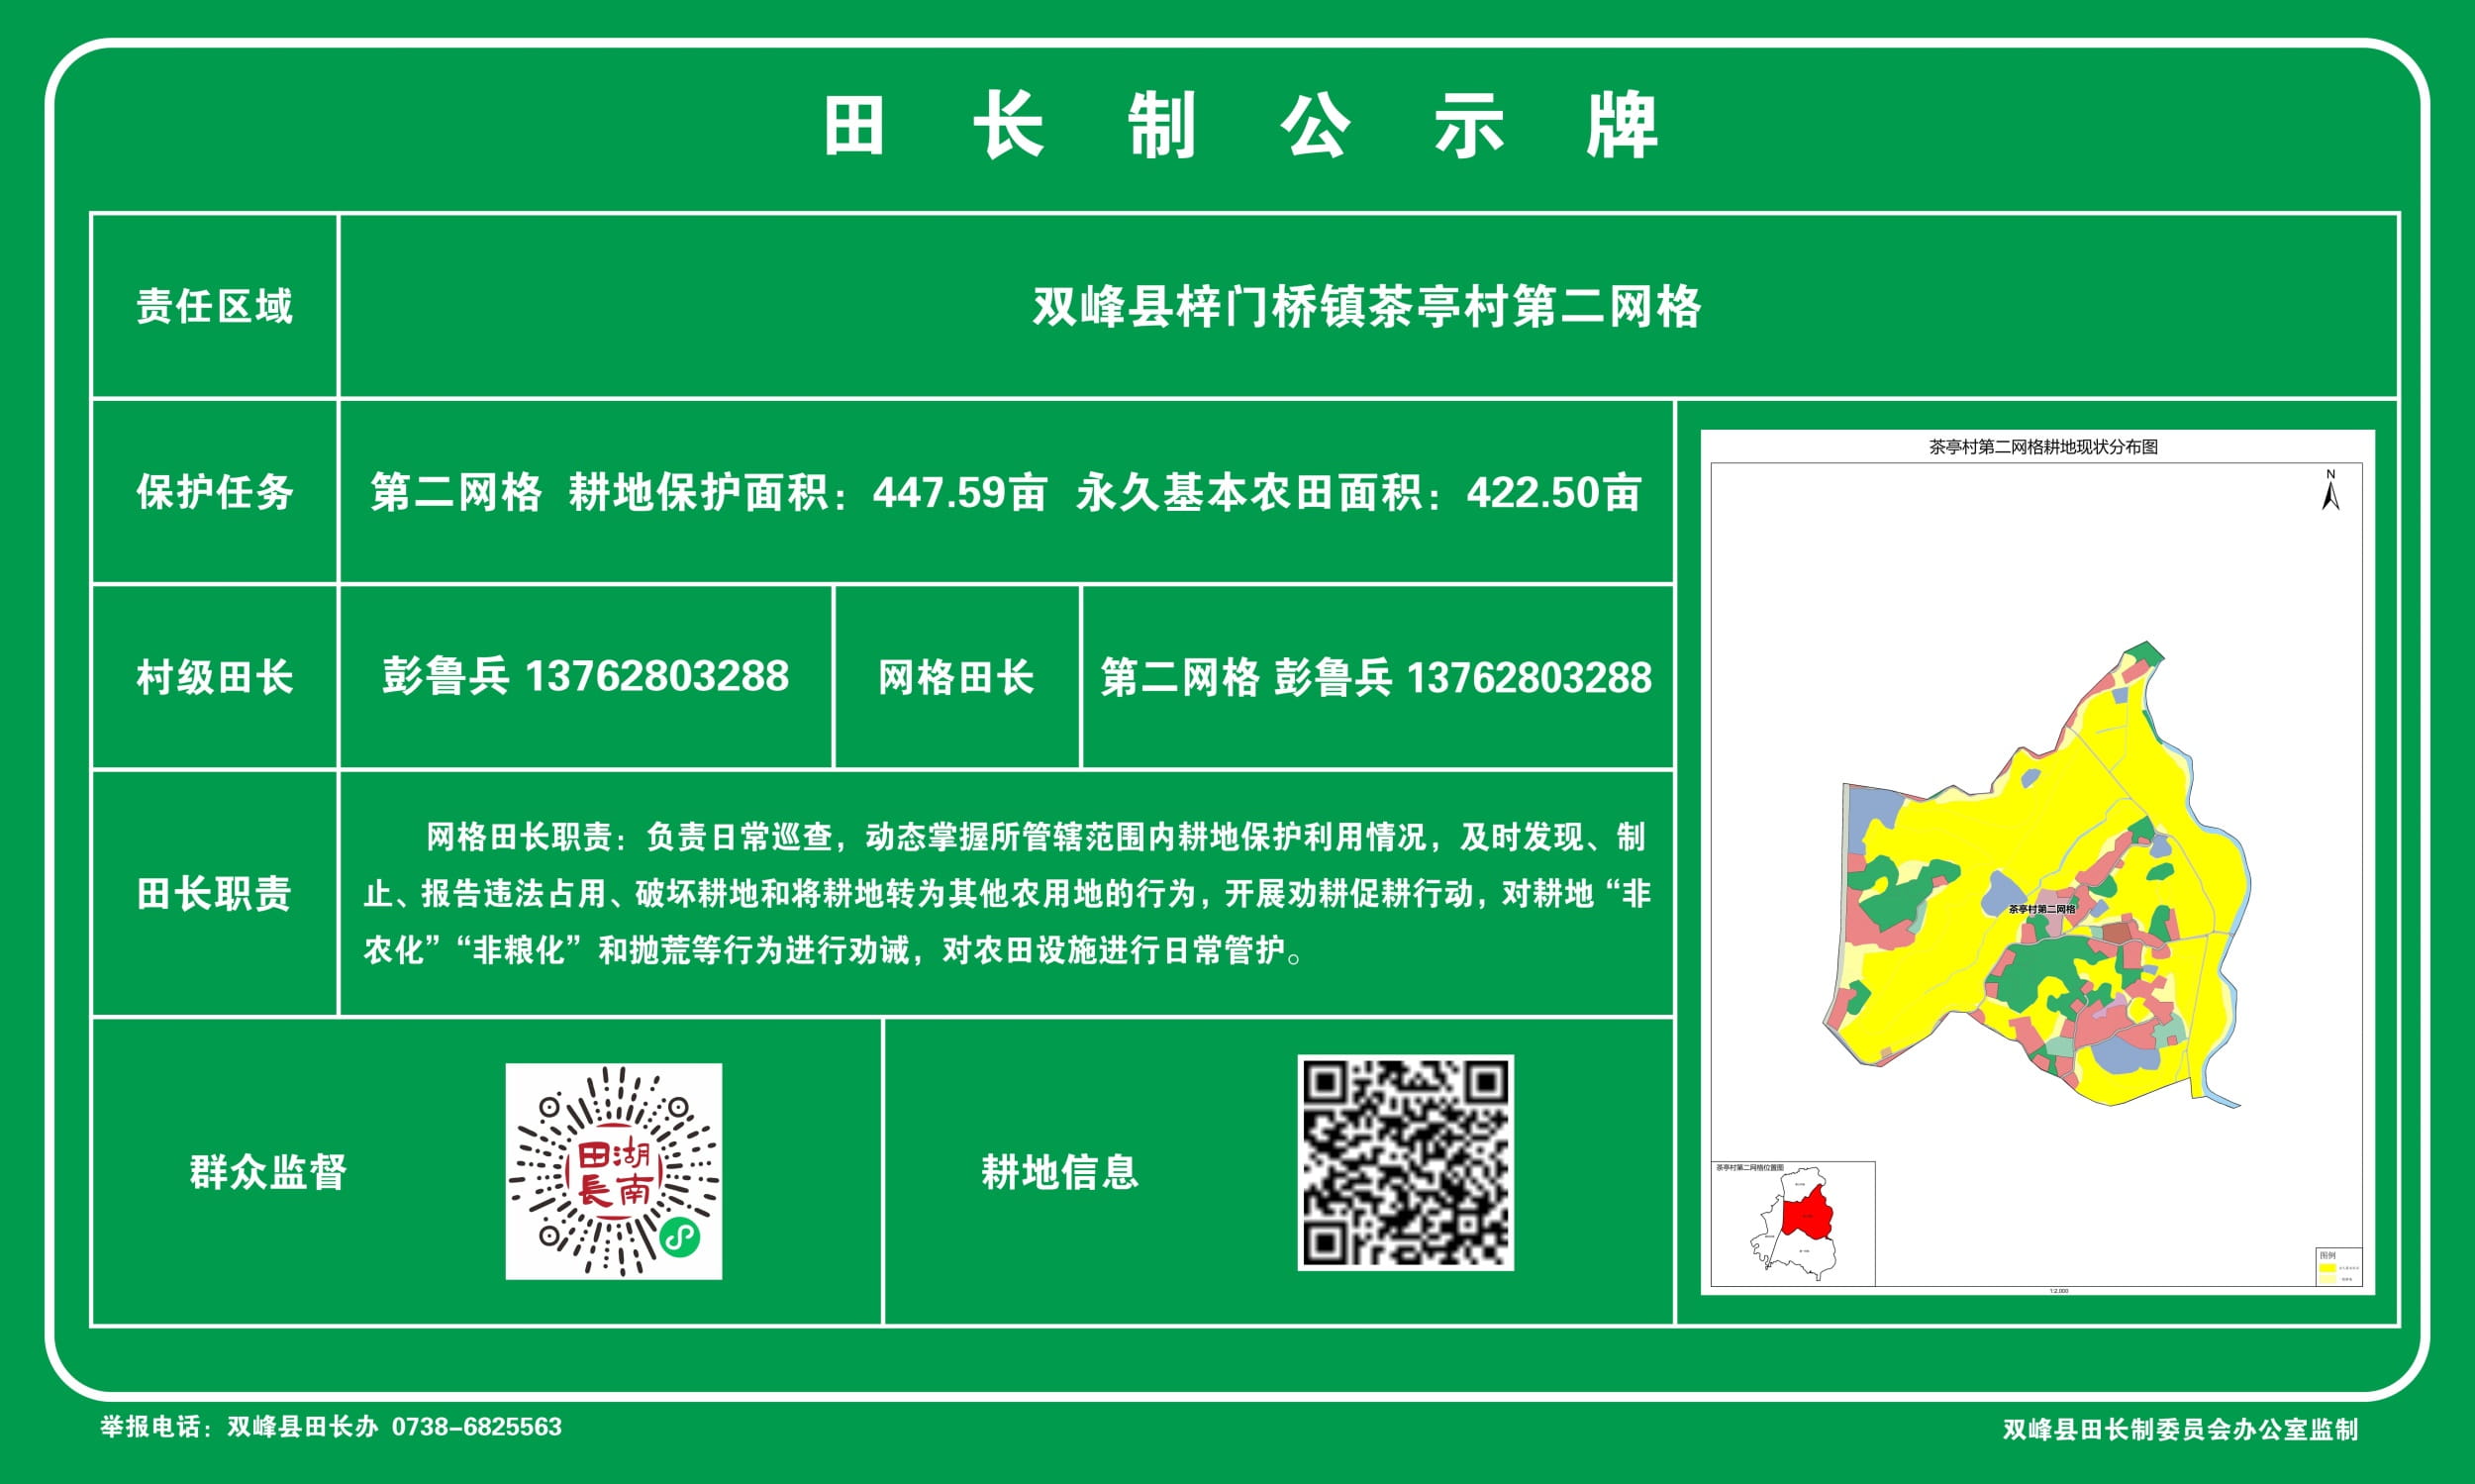 田长制公示牌
责任区域
双峰县梓门桥镇茶亭村第二网格
保护任务
第二网格 耕地保护面积：447.59亩 永久基本农田面积：422.50亩
村级田长
彭鲁兵 13762803288
网格田长
第二网格 彭鲁兵 13762803288
田长职责
网格田长职责：负责日常巡查，动态掌握所管辖范围内耕地保护利用情况，及时发现、制
止、报告违法占用、破坏耕地和将耕地转为其他农用地的行为，开展劝耕促耕行动，对耕地“非
农化”“非粮化”和抛荒等行为进行劝诫，对农田设施进行日常管护。
群众监督
湖南
田長
耕地信息
茶亭村第二网格耕地现状分布图
N
茶亭村第二网格
茶亭村第二网格位置图
图例
1:2,000
举报电话：双峰县田长办 0738-6825563
双峰县田长制委员会办公室监制